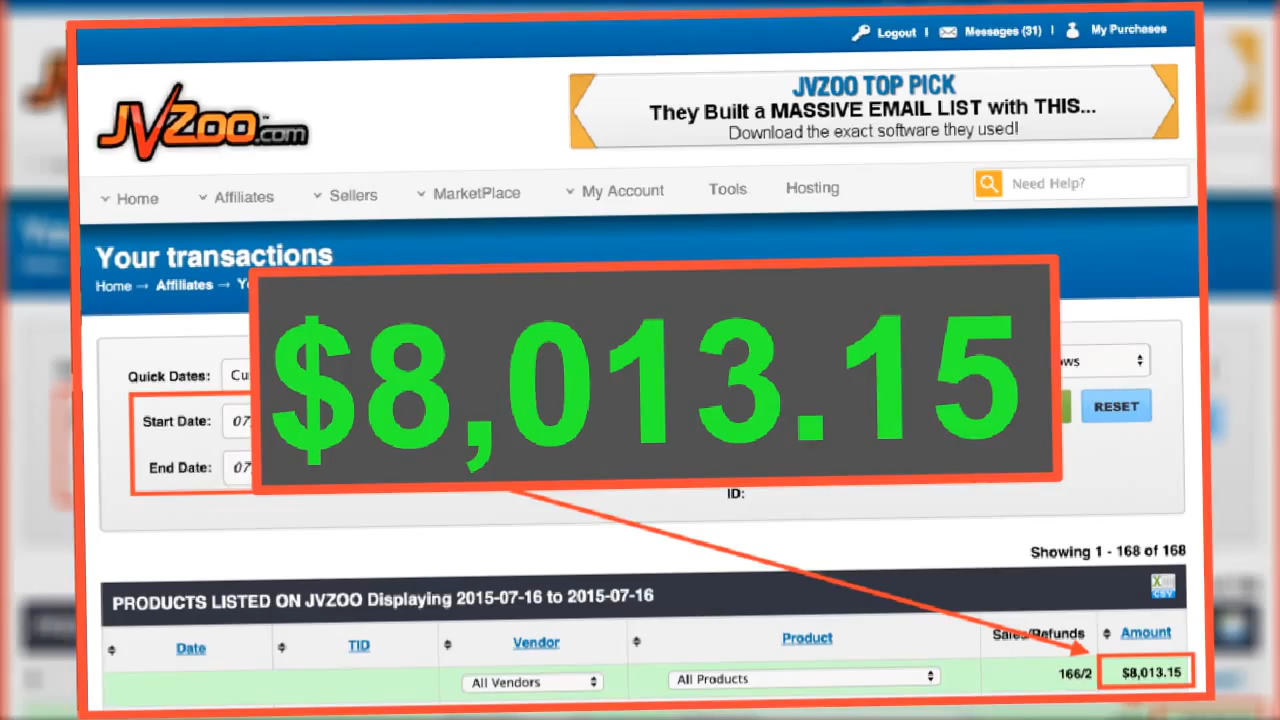 Logout | Messages (31) | My Purchases
JVZoo.com
JVZOO TOP PICK
They Built a MASSIVE EMAIL LIST with THIS...
Download the exact software they used!
Home Affiliates Sellers MarketPlace My Account Tools Hosting Need Help?
Your transactions
Home → Affiliates →
$8,013.15
Quick Dates:
Start Date: 07
End Date: 07
RESET
ID:
Showing 1 - 168 of 168
PRODUCTS LISTED ON JVZOO Displaying 2015-07-16 to 2015-07-16
CSV
Date TID Vendor Product Sales/Refunds Amount
All Vendors All Products 166/2 $8,013.15